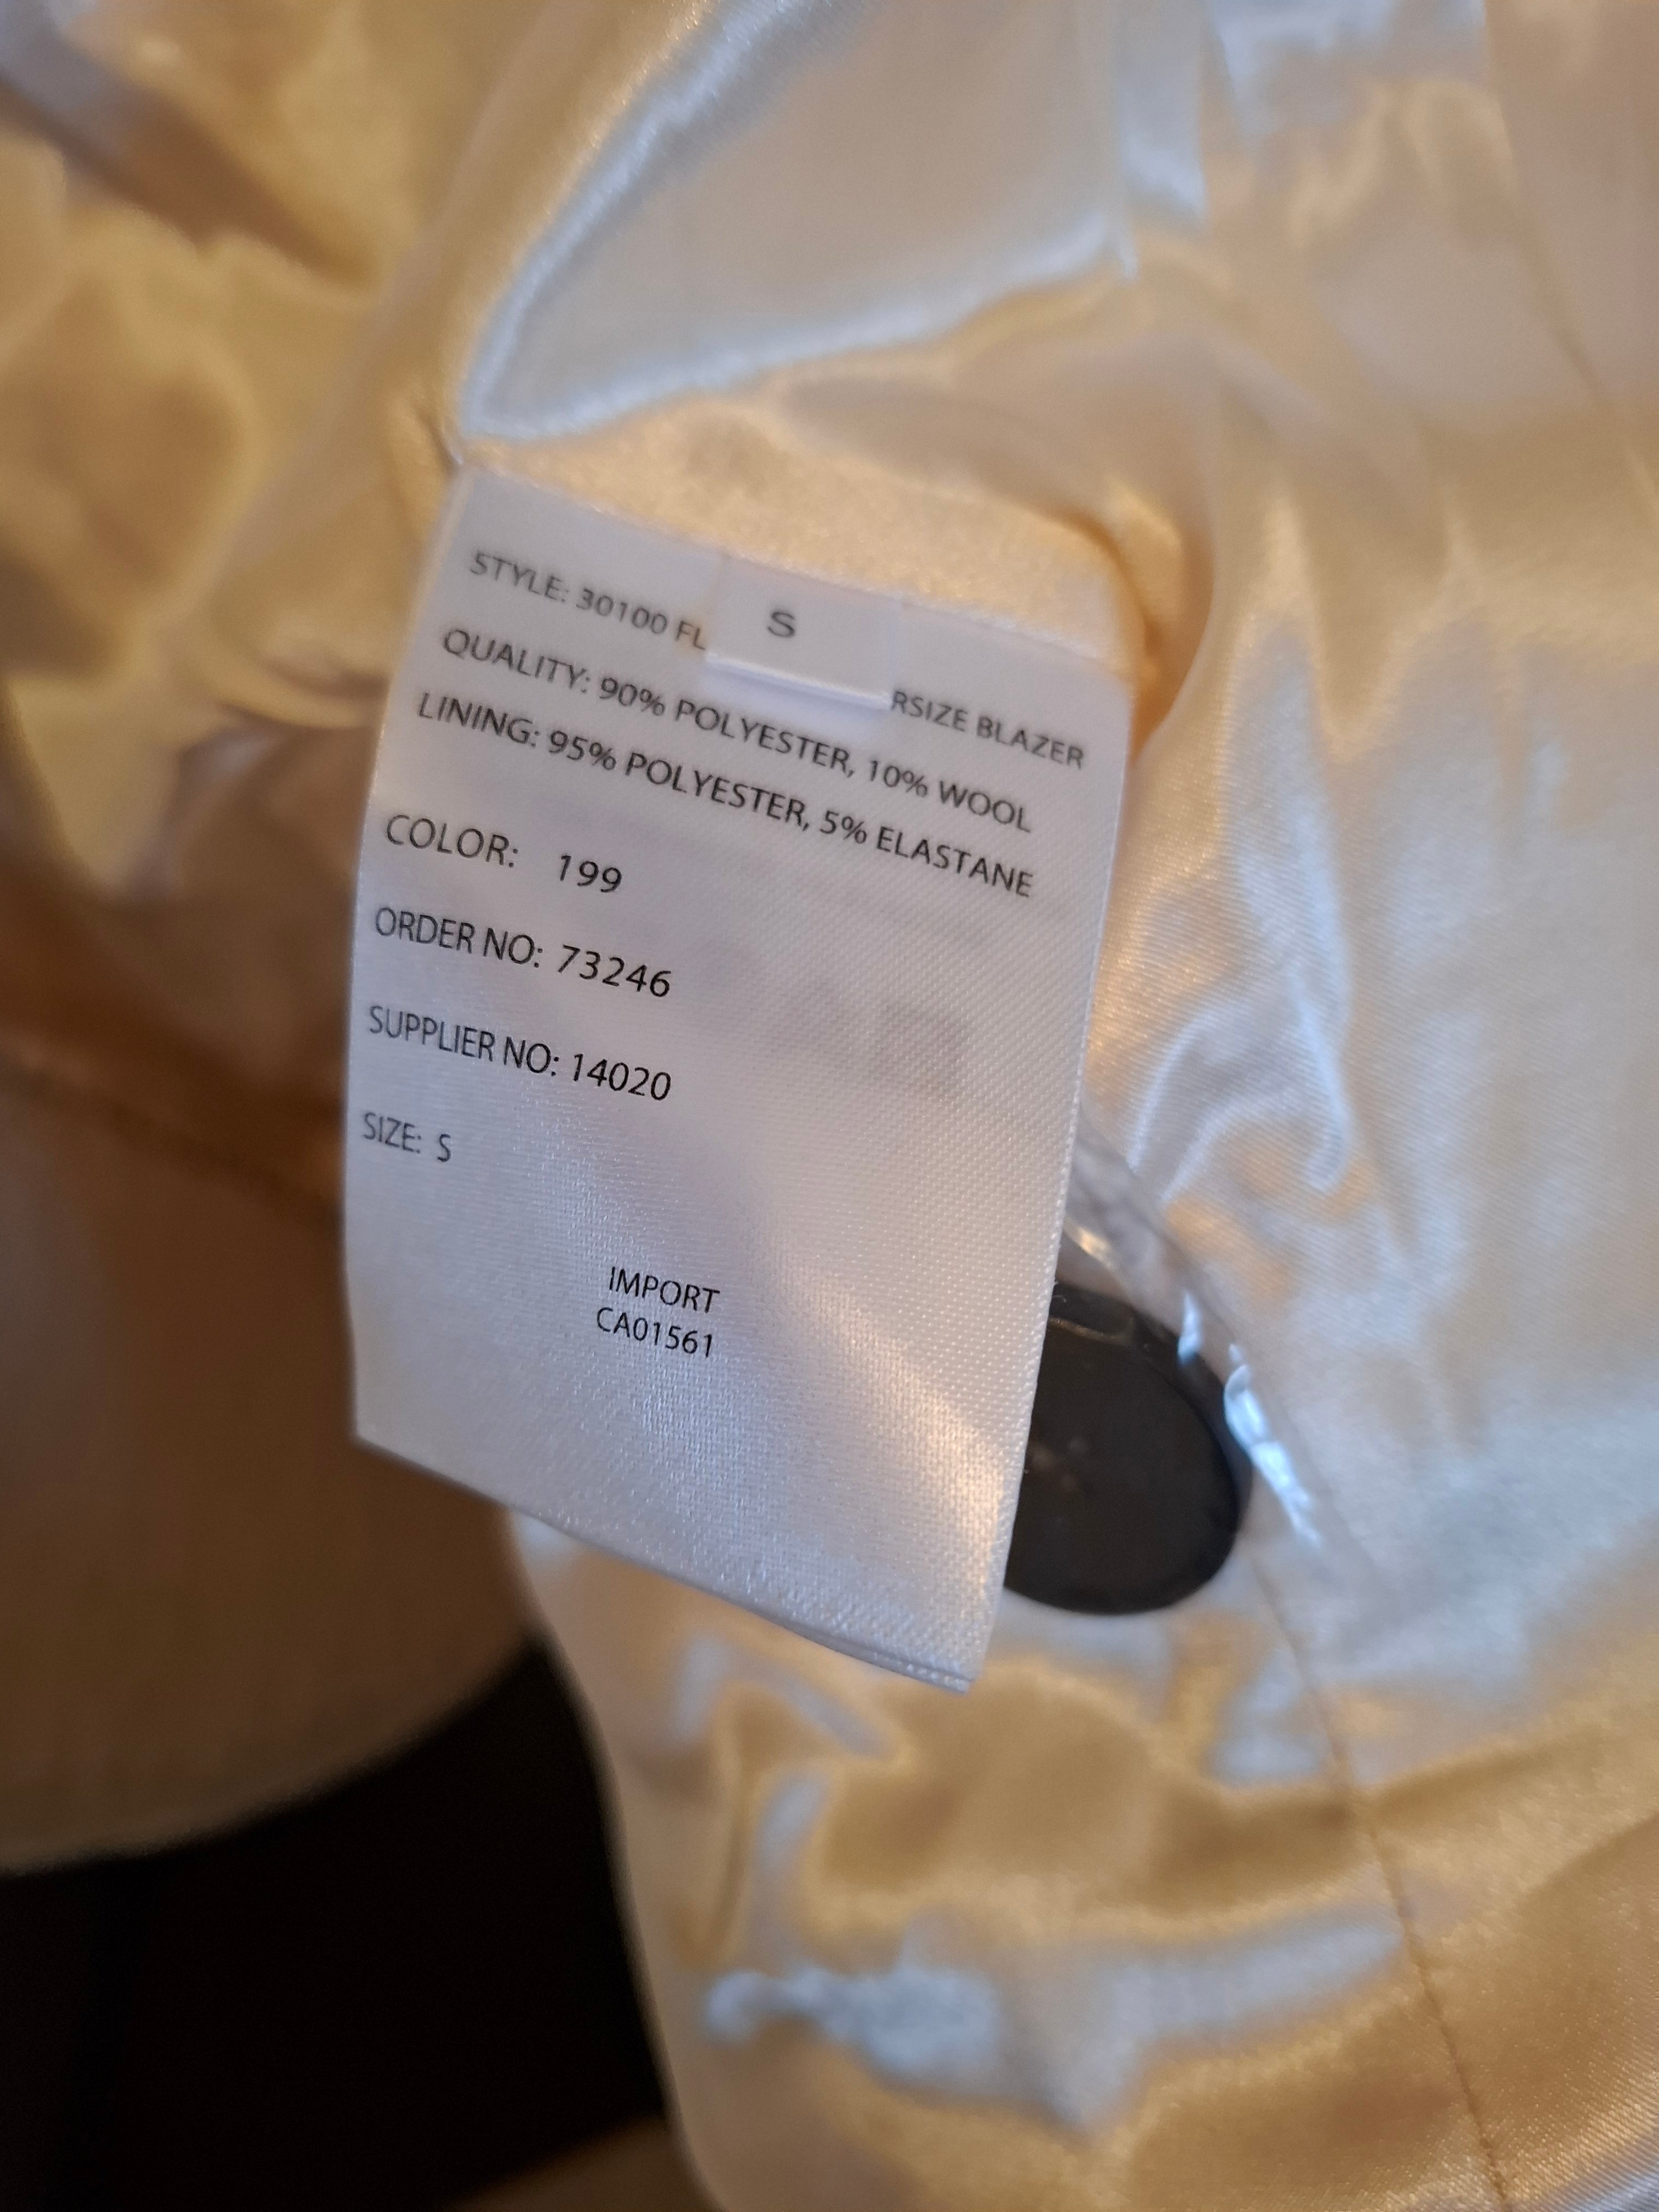 S
STYLE: 30100 FL RSIZE BLAZER
QUALITY: 90% POLYESTER, 10% WOOL
LINING: 95% POLYESTER, 5% ELASTANE
COLOR: 199
ORDER NO: 73246
SUPPLIER NO: 14020
SIZE: S
IMPORT
CA01561